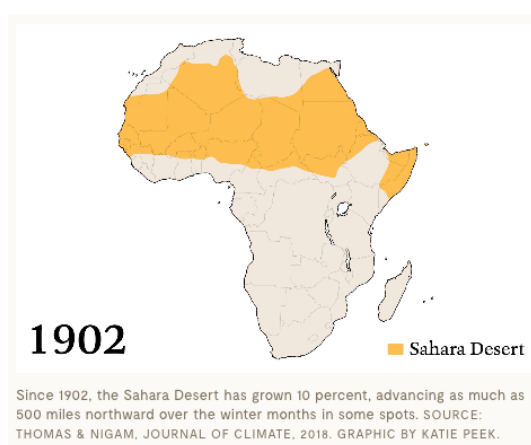 1902
Sahara Desert
Since 1902, the Sahara Desert has grown 10 percent, advancing as much as
500 miles northward over the winter months in some spots. SOURCE:
THOMAS & NIGAM, JOURNAL OF CLIMATE, 2018. GRAPHIC BY KATIE PEEK.